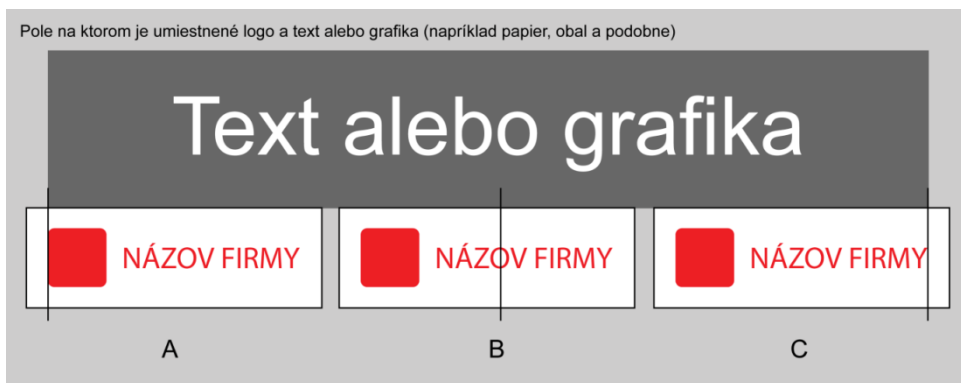 Pole na ktorom je umiestnené logo a text alebo grafika (napríklad papier, obal a podobne)
Text alebo grafika
NÁZOV FIRMY NÁZOV FIRMY NÁZOV FIRMY
A B C